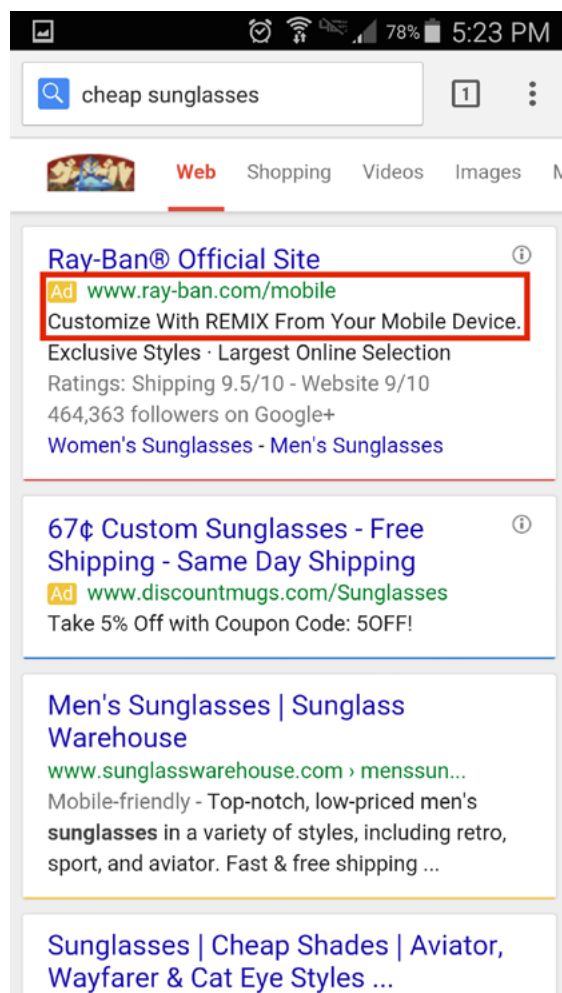 78% 5:23 PM
cheap sunglasses 1
グーグル Web Shopping Videos Images M
Ray-Ban® Official Site
Ad www.ray-ban.com/mobile
Customize With REMIX From Your Mobile Device.
Exclusive Styles · Largest Online Selection
Ratings: Shipping 9.5/10 - Website 9/10
464,363 followers on Google+
Women's Sunglasses - Men's Sunglasses
67¢ Custom Sunglasses - Free
Shipping - Same Day Shipping
Ad www.discountmugs.com/Sunglasses
Take 5% Off with Coupon Code: 5OFF!
Men's Sunglasses | Sunglass
Warehouse
www.sunglasswarehouse.com › menssun...
Mobile-friendly - Top-notch, low-priced men's
sunglasses in a variety of styles, including retro,
sport, and aviator. Fast & free shipping ...
Sunglasses | Cheap Shades | Aviator,
Wayfarer & Cat Eye Styles ...